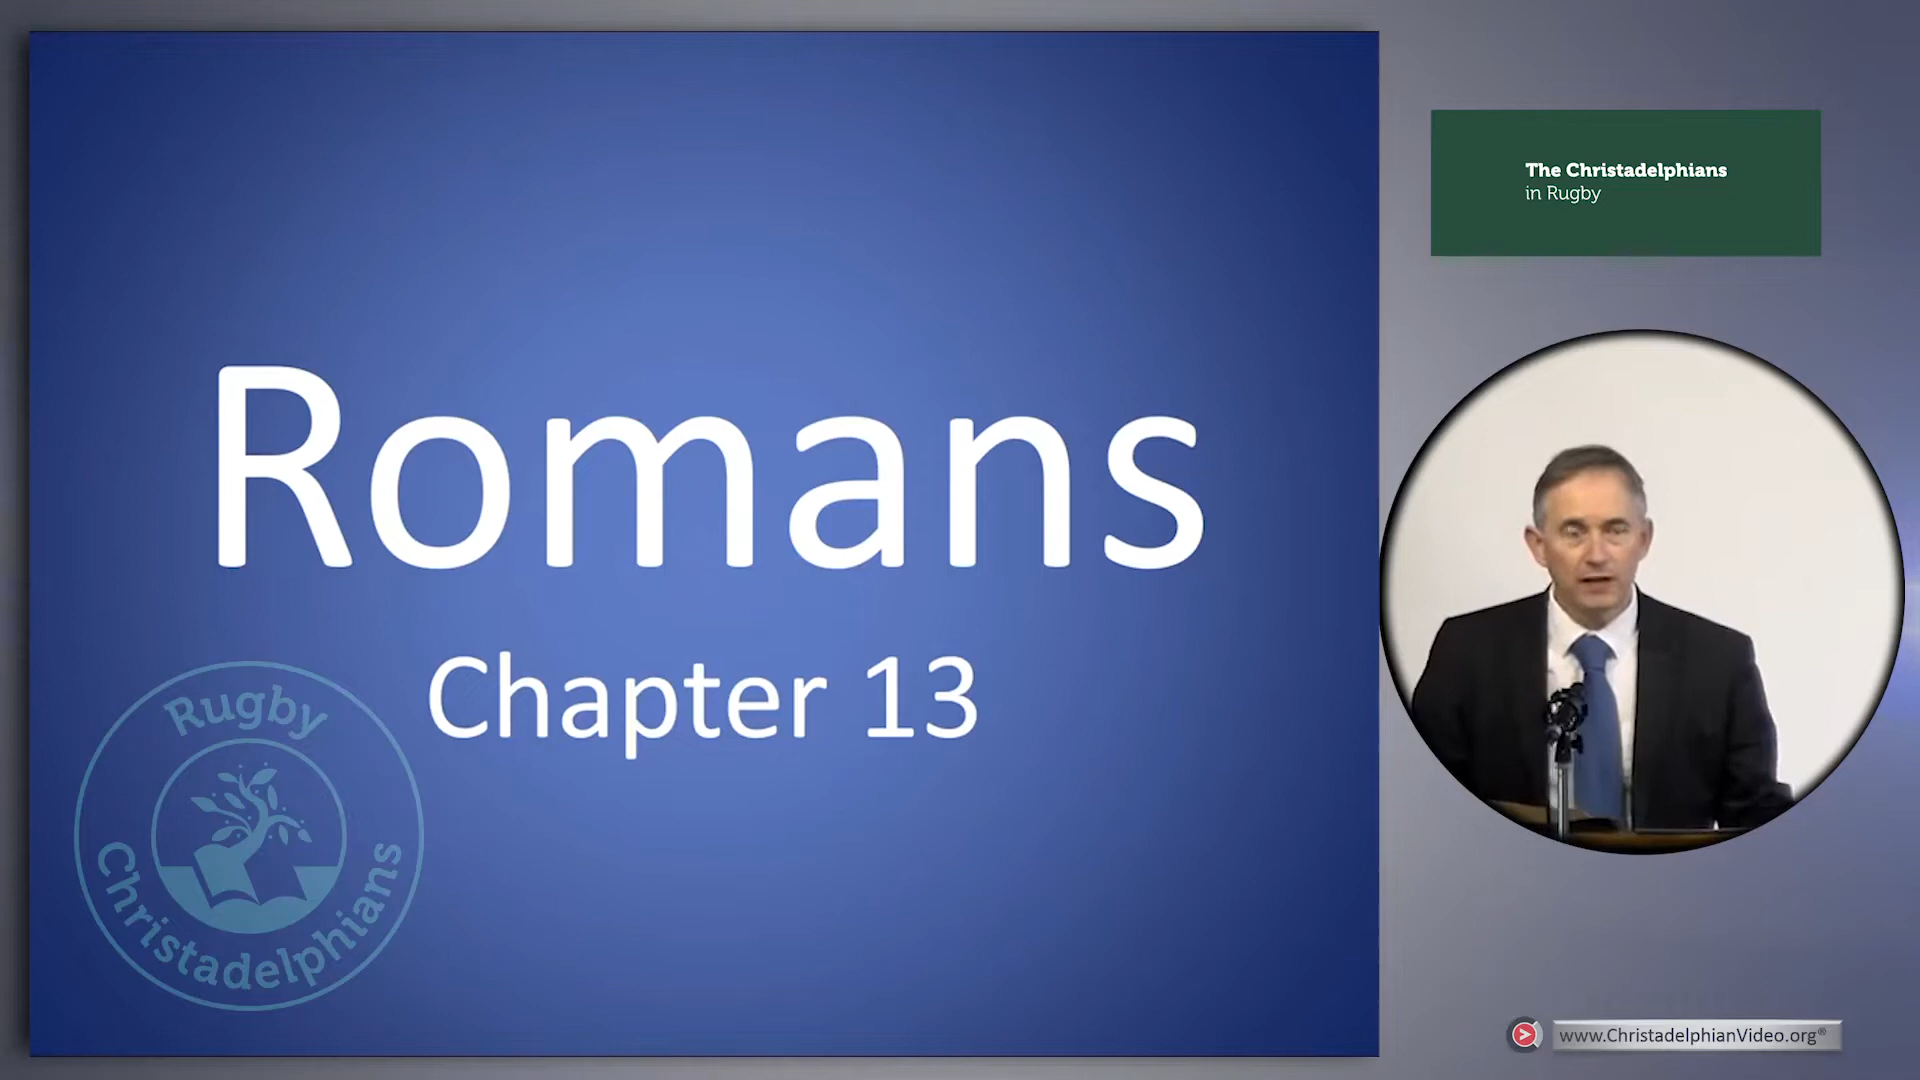 Romans
Chapter 13
Rugby
Christadelphians
The Christadelphians
in Rugby
www.ChristadelphianVideo.org®